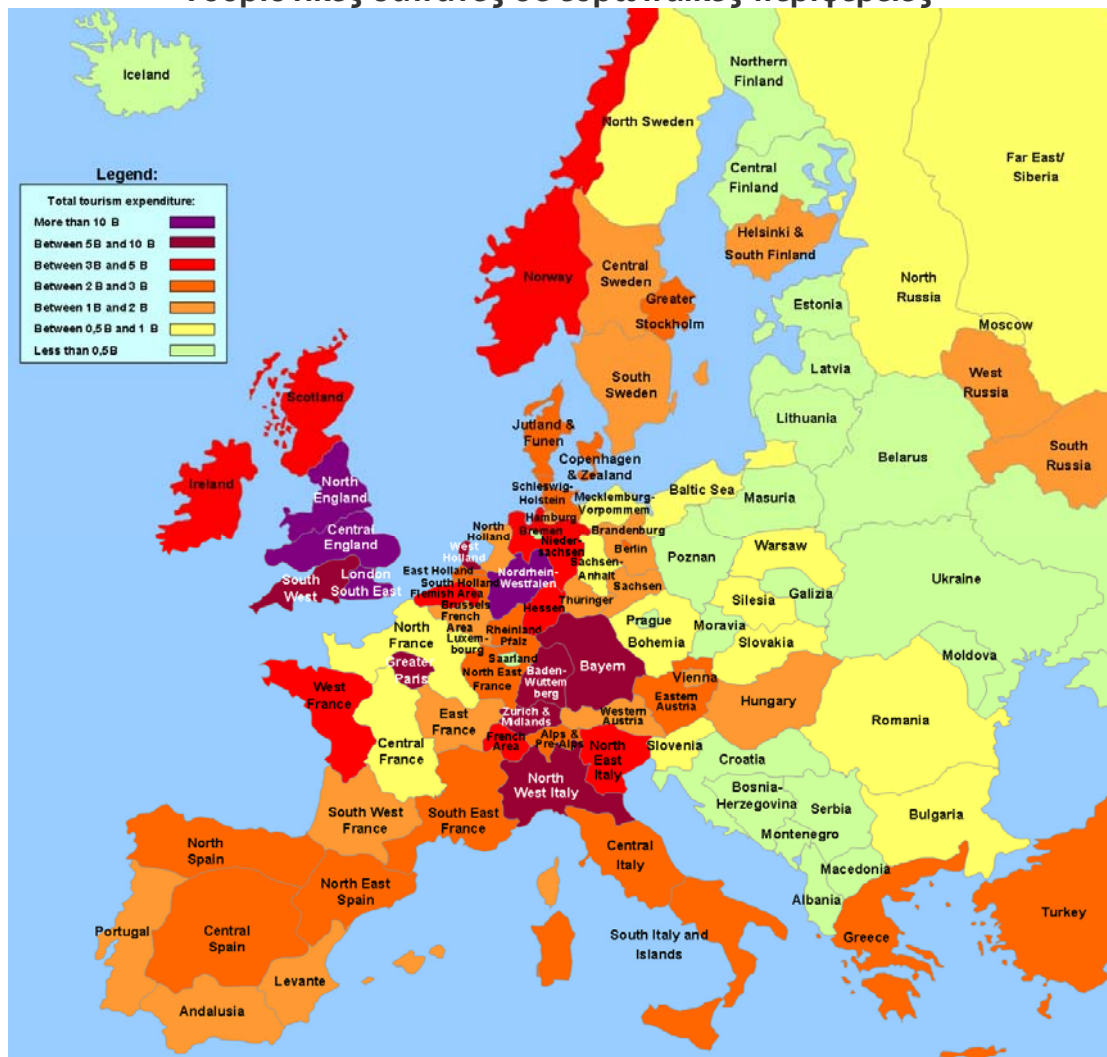 Τουριστικές δαπάνες σε ευρωπαϊκές περιφέρειες
Iceland
Northern
Finland
North Sweden
Far East/
Siberia
Legend:
Total tourism expenditure:
More than 10 B
Between 5B and 10 B
Between 3B and 5 B
Between 2 B and 3 B
Between 1B and 2 B
Between 0,5B and 1 B
Less than 0,5B
Central
Finland
Helsinki &
South Finland
Norway
Central
Sweden
Greater
Stockholm
North
Russia
Estonia
Moscow
Latvia
West
Russia
South
Sweden
Scotland
Lithuania
Jutland &
Funen
South
Russia
Belarus
Copenhagen
& Zealand
Ireland
North
England
Schleswig-
Holstein
Mecklemburg-
Vorpommern
Baltic Sea
Masuria
Central
England
North
Holland
Hamburg
Bremen
Brandenburg
West
Holland
Nieder-
sachsen
Berlin
Warsaw
Poznan
Ukraine
South
West
London
South East
East Holland
South Holland
Flemish Area
Nordrhein-
Westfalen
Sachsen-
Anhalt
Sachsen
Silesia
Galizia
Brussels
French
Area
Hessen
Thüringer
North
France
Luxem-
bourg
Rheinland
Pfalz
Prague
Bohemia
Moravia
Slovakia
Moldova
Greater
Paris
Saarland
North East
France
Baden-
Wuttem
berg
Bayern
Vienna
Eastern
Austria
Hungary
Romania
West
France
East
France
Zurich &
Midlands
Western
Austria
Central
France
French
Area
Alps &
Pre-Alps
North
East
Italy
Slovenia
Croatia
North
West Italy
Bosnia-
Herzegovina
Serbia
Bulgaria
South West
France
South East
France
Montenegro
North
Spain
Central
Italy
Macedonia
North East
Spain
Albania
Turkey
Portugal
Central
Spain
South Italy and
Islands
Greece
Levante
Andalusia